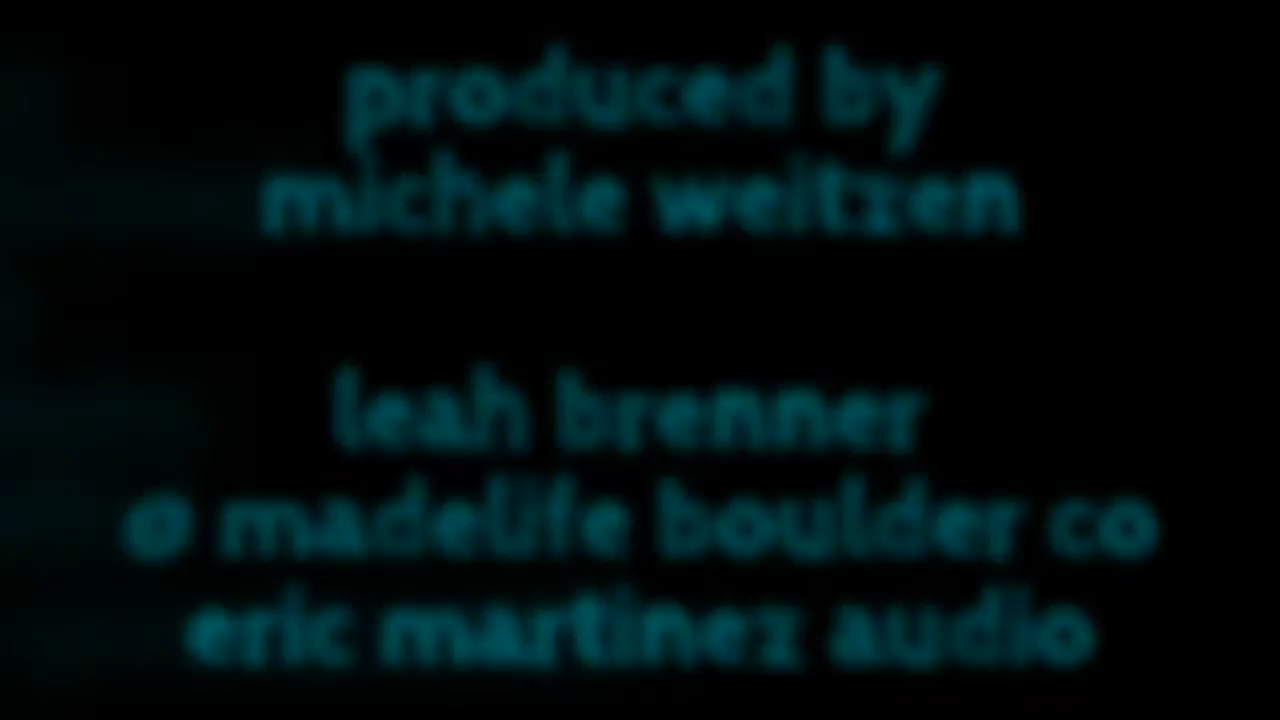 produced by
michele weitzen
leah brenner
@ madelife boulder co
eric martinez audio